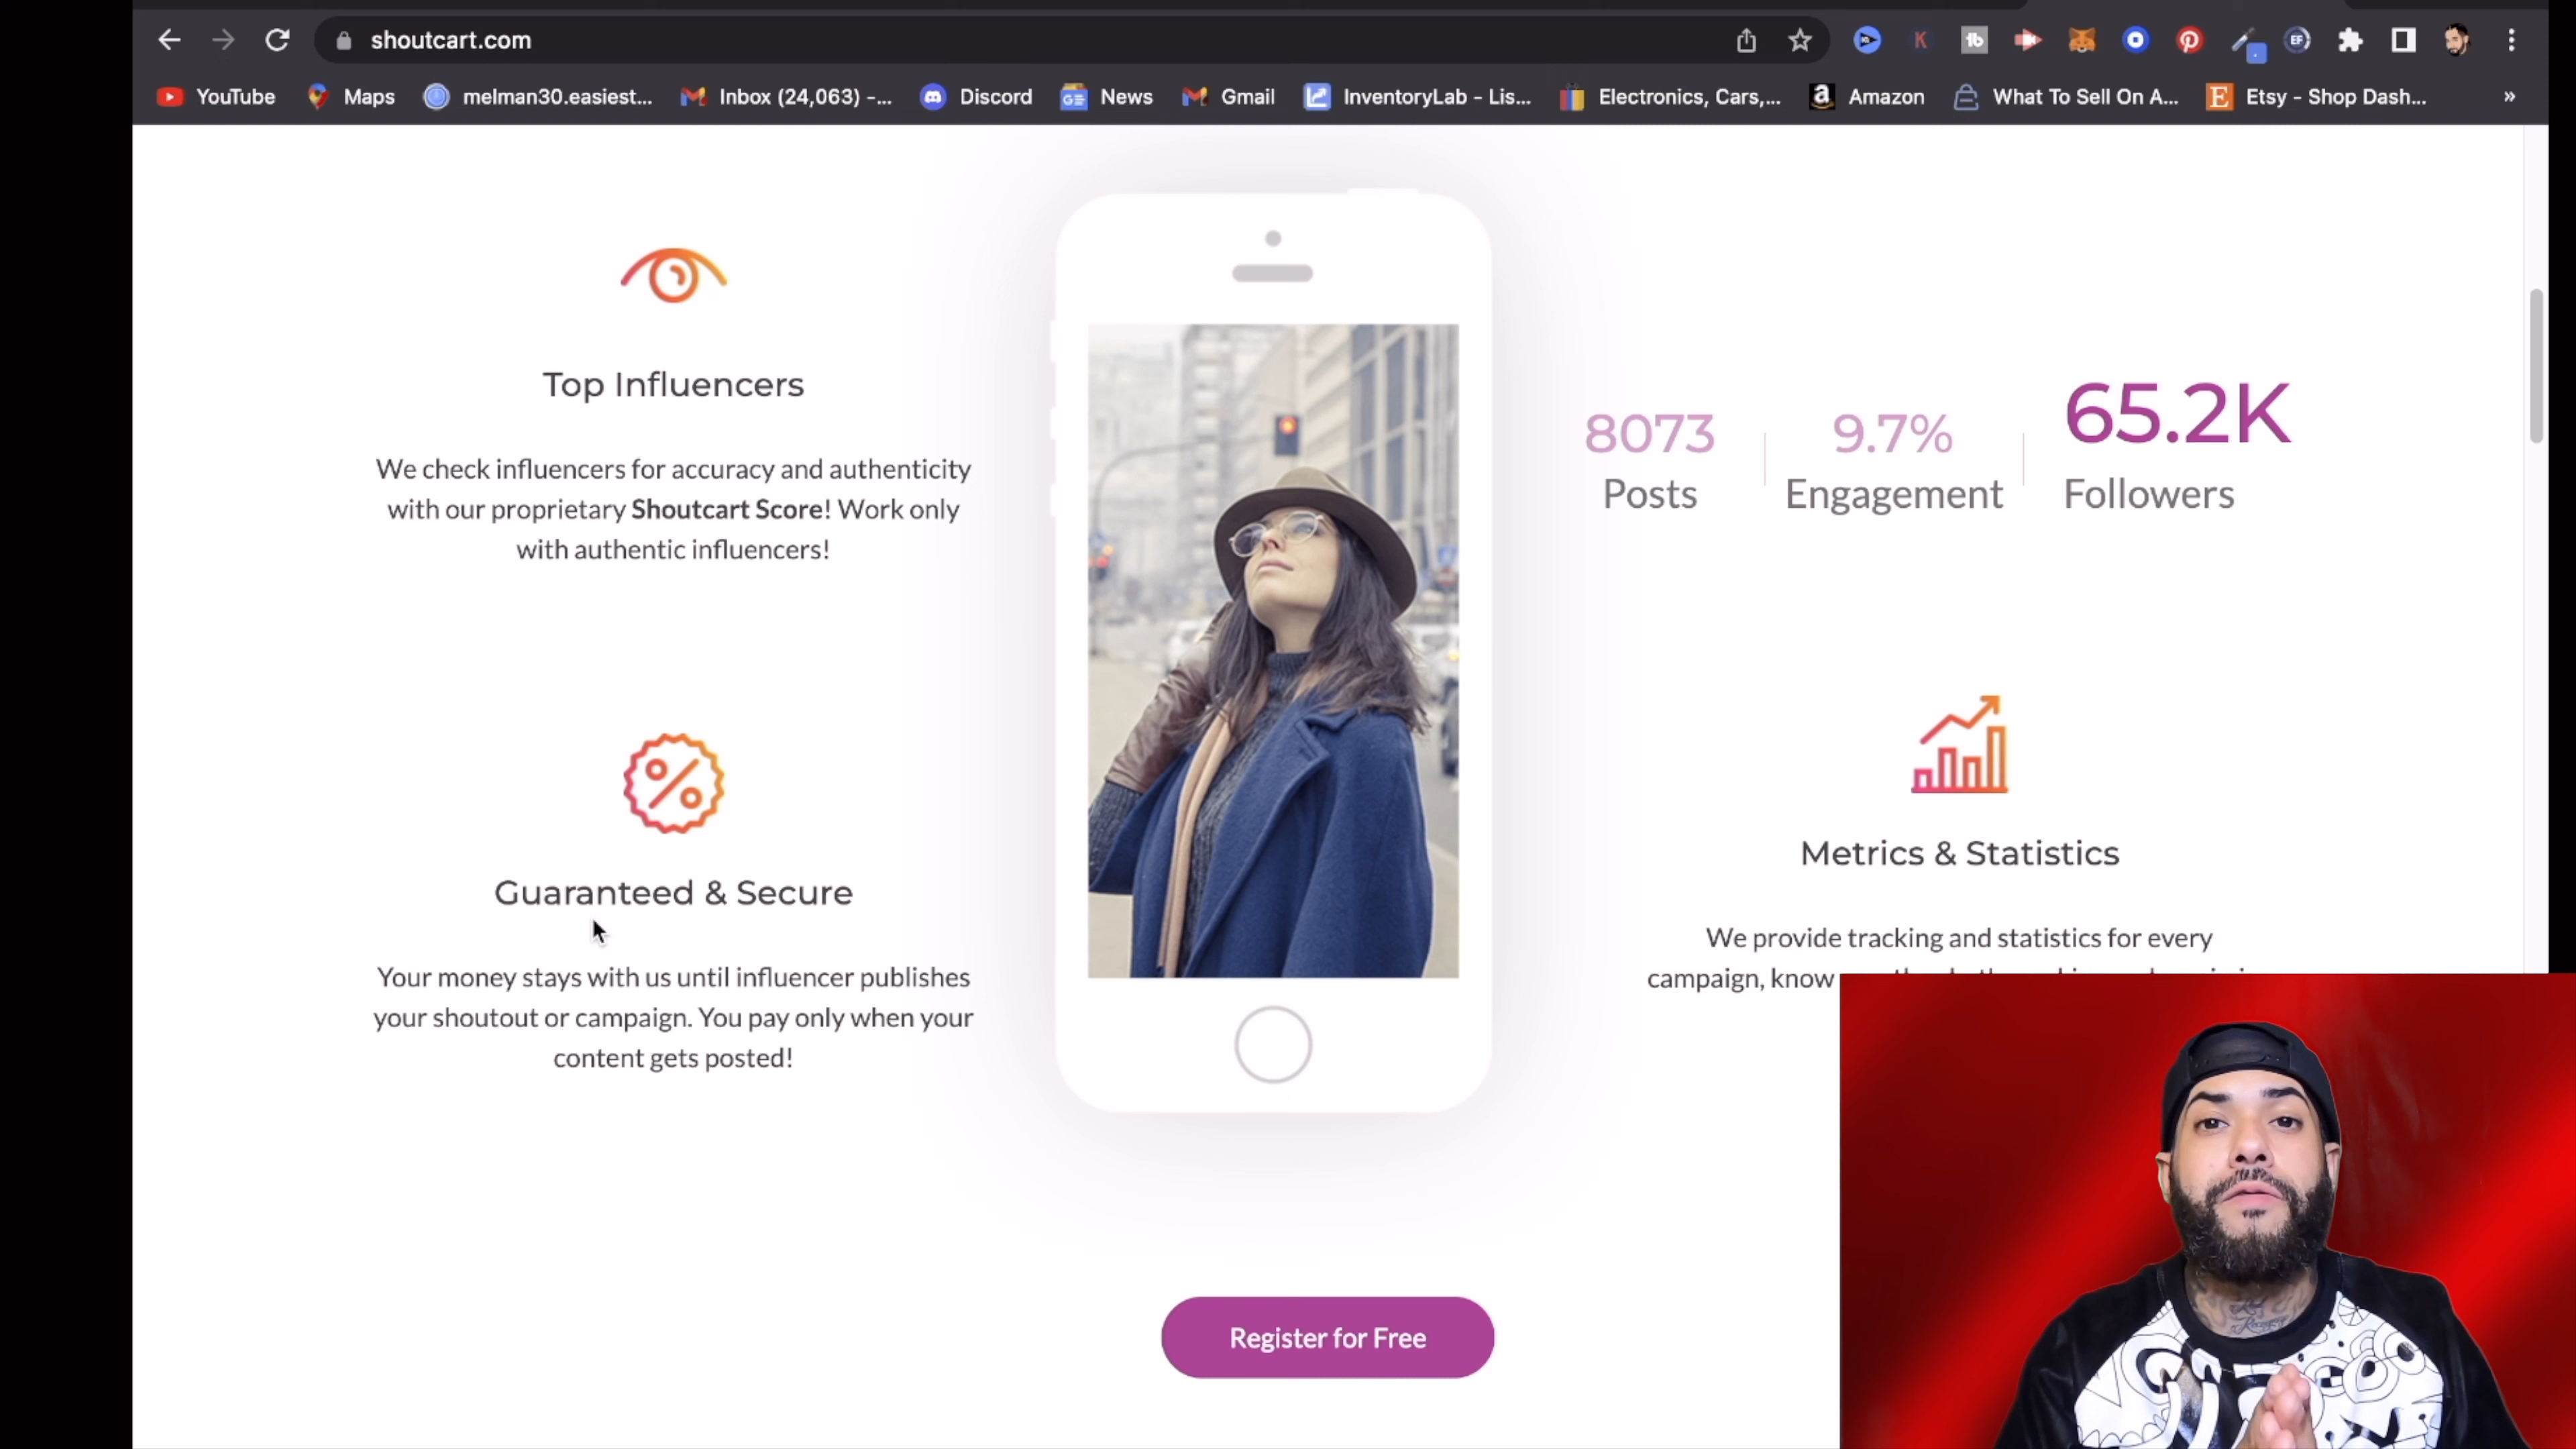 shoutcart.com
YouTube Maps melman30.easiest... Inbox (24,063) -... Discord News Gmail InventoryLab - Lis... Electronics, Cars,... Amazon What To Sell On A... Etsy - Shop Dash... »
Top Influencers
We check influencers for accuracy and authenticity
with our proprietary Shoutcart Score! Work only
with authentic influencers!
8073 9.7% 65.2K
Posts Engagement Followers
Guaranteed & Secure
Your money stays with us until influencer publishes
your shoutout or campaign. You pay only when your
content gets posted!
Metrics & Statistics
We provide tracking and statistics for every
campaign, know
Register for Free